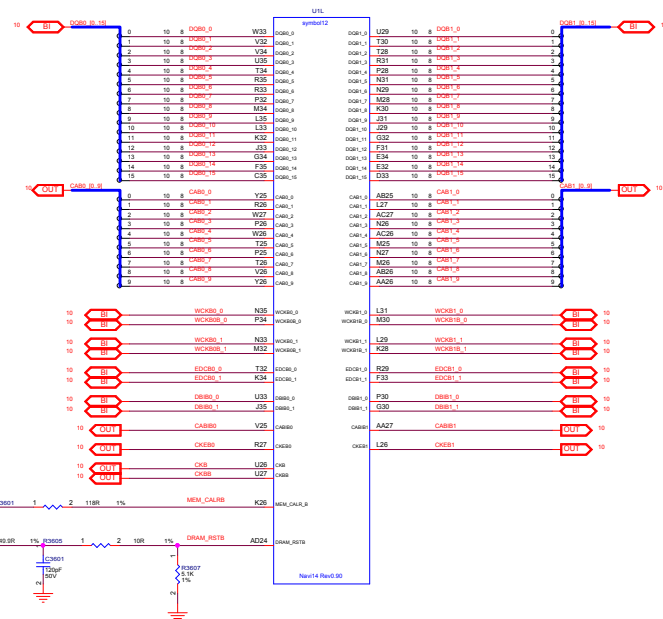 U1L
symbol12
BI DQB0_[0..15] DQB1_[0..15] BI
0 10 8 DQB0_0 W33 DQB0_0 DQB1_0 U29 10 8 DQB1_0 0
1 10 8 DQB0_1 V32 DQB0_1 DQB1_1 T30 10 8 DQB1_1 1
2 10 8 DQB0_2 V34 DQB0_2 DQB1_2 T28 10 8 DQB1_2 2
3 10 8 DQB0_3 U35 DQB0_3 DQB1_3 R31 10 8 DQB1_3 3
4 10 8 DQB0_4 T34 DQB0_4 DQB1_4 P28 10 8 DQB1_4 4
5 10 8 DQB0_5 R35 DQB0_5 DQB1_5 N31 10 8 DQB1_5 5
6 10 8 DQB0_6 R33 DQB0_6 DQB1_6 N29 10 8 DQB1_6 6
7 10 8 DQB0_7 P32 DQB0_7 DQB1_7 M28 10 8 DQB1_7 7
8 10 8 DQB0_8 M34 DQB0_8 DQB1_8 K30 10 8 DQB1_8 8
9 10 8 DQB0_9 L35 DQB0_9 DQB1_9 J31 10 8 DQB1_9 9
10 10 8 DQB0_10 L33 DQB0_10 DQB1_10 J29 10 8 DQB1_10 10
11 10 8 DQB0_11 K32 DQB0_11 DQB1_11 G32 10 8 DQB1_11 11
12 10 8 DQB0_12 J33 DQB0_12 DQB1_12 F31 10 8 DQB1_12 12
13 10 8 DQB0_13 G34 DQB0_13 DQB1_13 E34 10 8 DQB1_13 13
14 10 8 DQB0_14 F35 DQB0_14 DQB1_14 E32 10 8 DQB1_14 14
15 10 8 DQB0_15 C35 DQB0_15 DQB1_15 D33 10 8 DQB1_15 15
10 OUT CAB0_[0..9] CAB1_[0..9] OUT 10
0 10 8 CAB0_0 Y25 CAB0_0 CAB1_0 AB25 10 8 CAB1_0 0
1 10 8 CAB0_1 R26 CAB0_1 CAB1_1 L27 10 8 CAB1_1 1
2 10 8 CAB0_2 W27 CAB0_2 CAB1_2 AC27 10 8 CAB1_2 2
3 10 8 CAB0_3 P26 CAB0_3 CAB1_3 N26 10 8 CAB1_3 3
4 10 8 CAB0_4 W26 CAB0_4 CAB1_4 AC26 10 8 CAB1_4 4
5 10 8 CAB0_5 T25 CAB0_5 CAB1_5 M25 10 8 CAB1_5 5
6 10 8 CAB0_6 P25 CAB0_6 CAB1_6 N27 10 8 CAB1_6 6
7 10 8 CAB0_7 T26 CAB0_7 CAB1_7 M26 10 8 CAB1_7 7
8 10 8 CAB0_8 V26 CAB0_8 CAB1_8 AB26 10 8 CAB1_8 8
9 10 8 CAB0_9 Y26 CAB0_9 CAB1_9 AA26 10 8 CAB1_9 9
10 BI WCKB0_0 N35 WCKB0_0 WCKB1_0 L31 WCKB1_0 BI 10
10 BI WCKB0B_0 P34 WCKB0B_0 WCKB1B_0 M30 WCKB1B_0 BI 10
10 BI WCKB0_1 N33 WCKB0_1 WCKB1_1 L29 WCKB1_1 BI 10
10 BI WCKB0B_1 M32 WCKB0B_1 WCKB1B_1 K28 WCKB1B_1 BI 10
10 BI EDCB0_0 T32 EDCB0_0 EDCB1_0 R29 EDCB1_0 BI 10
10 BI EDCB0_1 K34 EDCB0_1 EDCB1_1 F33 EDCB1_1 BI 10
10 BI DBIB0_0 U33 DBIB0_0 DBIB1_0 P30 DBIB1_0 BI 10
10 BI DBIB0_1 J35 DBIB0_1 DBIB1_1 G30 DBIB1_1 BI 10
10 OUT CABIB0 V25 CABIB0 CABIB1 AA27 CABIB1 OUT 10
10 OUT CKEB0 R27 CKEB0 CKEB1 L26 CKEB1 OUT 10
10 OUT CKB U26 CKB
10 OUT CKBB U27 CKBB
3601 1 2 118R 1% MEM_CALRB K26 MEM_CALR_B
49.9R 1% R3605 1 2 10R 1% DRAM_RSTB AD24 DRAM_RSTB
C3601
120pF
50V
2
1
R3607
5.1K
1%
2
Navi14 Rev0.90